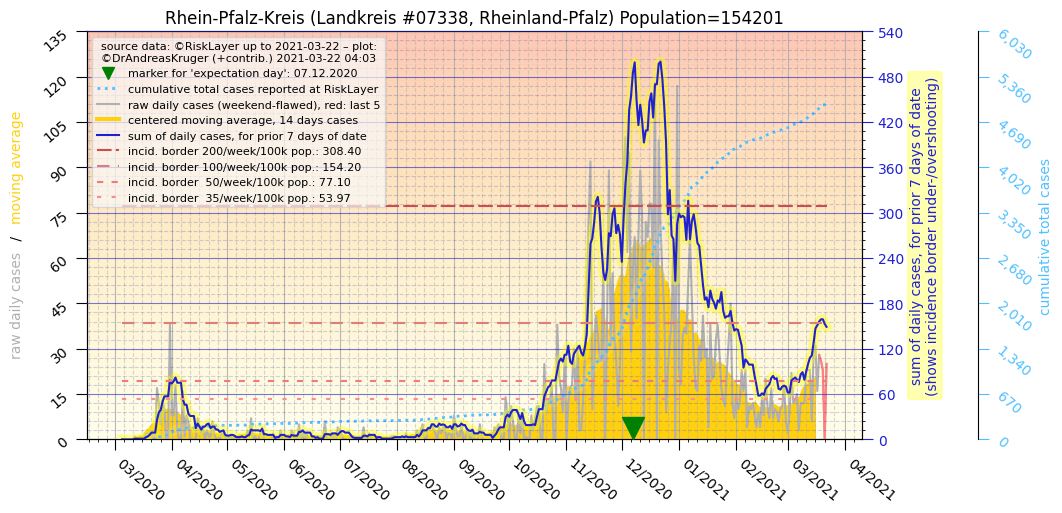 Rhein-Pfalz-Kreis (Landkreis #07338, Rheinland-Pfalz) Population=154201
source data: ©RiskLayer up to 2021-03-22 – plot:
©DrAndreasKruger (+contrib.) 2021-03-22 04:03
marker for 'expectation day': 07.12.2020
cumulative total cases reported at RiskLayer
raw daily cases (weekend-flawed), red: last 5
centered moving average, 14 days cases
sum of daily cases, for prior 7 days of date
incid. border 200/week/100k pop.: 308.40
incid. border 100/week/100k pop.: 154.20
incid. border  50/week/100k pop.: 77.10
incid. border  35/week/100k pop.: 53.97
raw daily cases  /  moving average
135
120
105
90
75
60
45
30
15
0
03/2020
04/2020
05/2020
06/2020
07/2020
08/2020
09/2020
10/2020
11/2020
12/2020
01/2021
02/2021
03/2021
04/2021
540
480
420
360
300
240
180
120
60
0
sum of daily cases, for prior 7 days of date
(shows incidence border under-/overshooting)
6,030
5,360
4,690
4,020
3,350
2,680
2,010
1,340
670
0
cumulative total cases